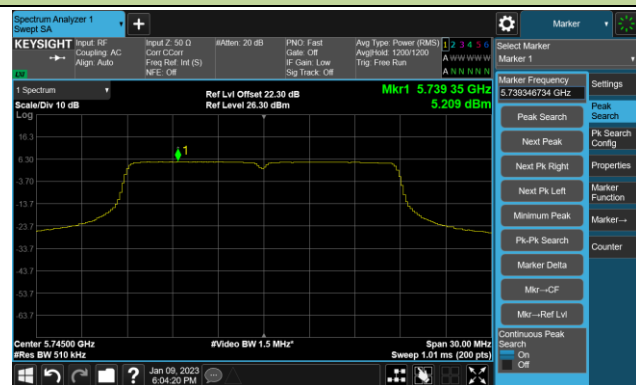 Spectrum Analyzer 1
Swept SA
+
Marker
KEYSIGHT
Input: RF
Coupling: AC
Align: Auto
Input Z: 50 Ω
Corr CCorr
Freq Ref: Int (S)
NFE: Off
#Atten: 20 dB
PNO: Fast
Gate: Off
IF Gain: Low
Sig Track: Off
Avg Type: Power (RMS)
Avg|Hold: 1200/1200
Trig: Free Run
1 2 3 4 5 6
A W W W W W
A N N N N N
LXI
Select Marker
Marker 1
1 Spectrum
Scale/Div 10 dB
Log
Ref Lvl Offset 22.30 dB
Ref Level 26.30 dBm
Mkr1 5.739 35 GHz
5.209 dBm
16.3
6.30
-3.70
-13.7
-23.7
-33.7
-43.7
-53.7
-63.7
1
Center 5.74500 GHz
#Res BW 510 kHz
#Video BW 1.5 MHz*
Span 30.00 MHz
Sweep 1.01 ms (200 pts)
Marker Frequency
5.739346734 GHz
Peak Search
Next Peak
Next Pk Right
Next Pk Left
Minimum Peak
Pk-Pk Search
Marker Delta
Mkr→CF
Mkr→Ref Lvl
Continuous Peak
Search
On
Off
Settings
Peak
Search
Pk Search
Config
Properties
Marker
Function
Marker→
Counter
?
Jan 09, 2023
6:04:20 PM